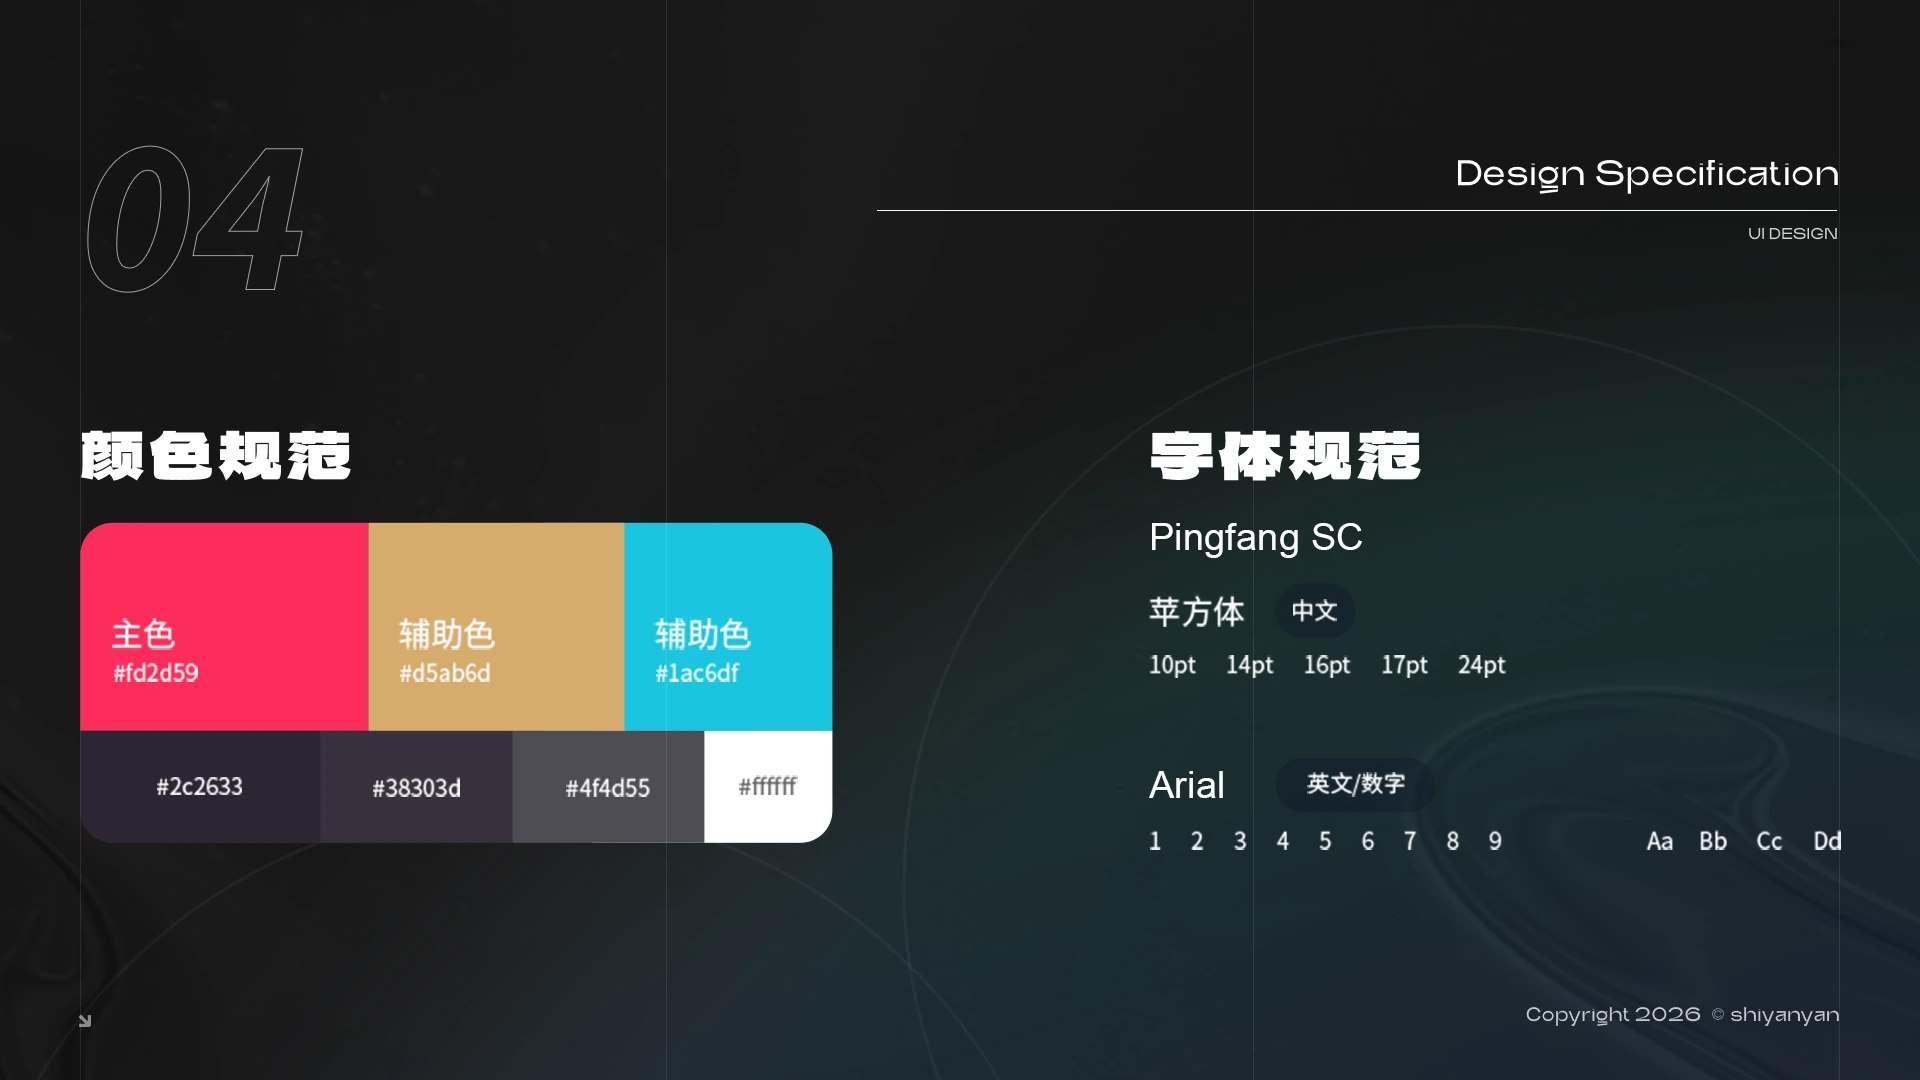 04
Design Specification
UI DESIGN
颜色规范
主色
#fd2d59
辅助色
#d5ab6d
辅助色
#1ac6df
#2c2633
#38303d
#4f4d55
#ffffff
字体规范
Pingfang SC
苹方体 中文
10pt 14pt 16pt 17pt 24pt
Arial 英文/数字
1 2 3 4 5 6 7 8 9 Aa Bb Cc Dd
Copyright 2026 © shiyanyan